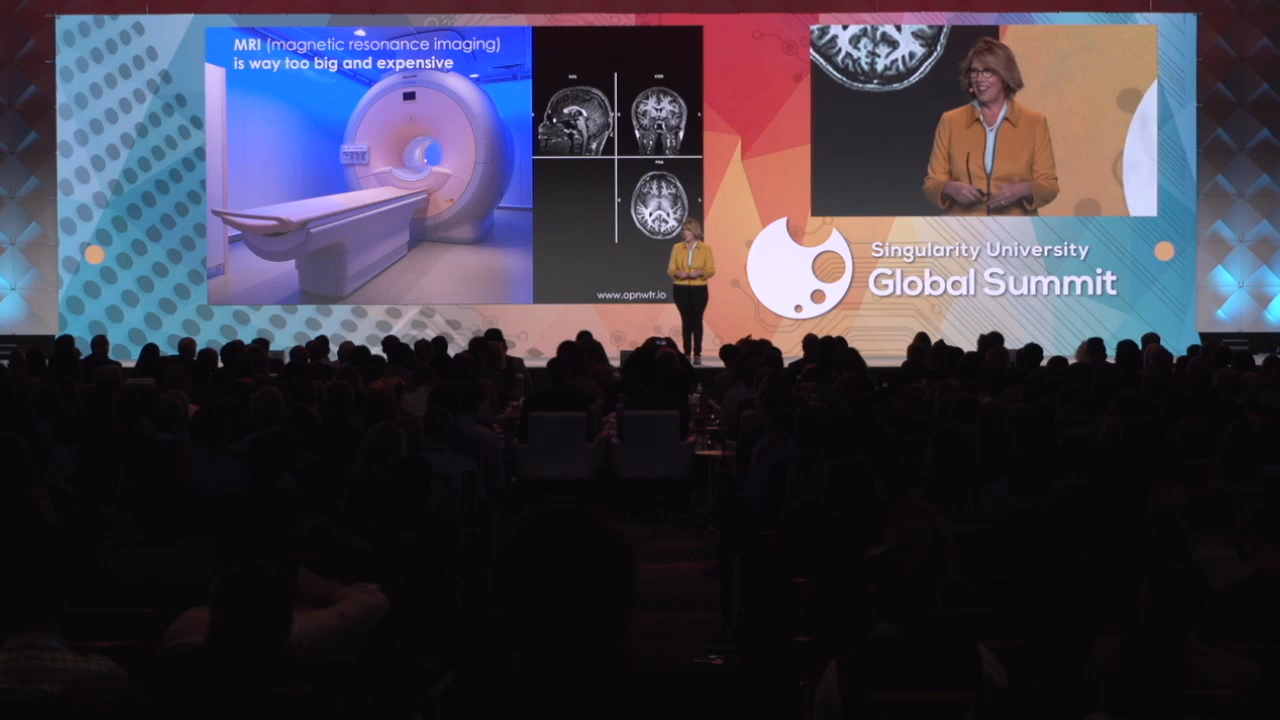 MRI (magnetic resonance imaging)
is way too big and expensive
www.opnwtr.io
Singularity University
Global Summit